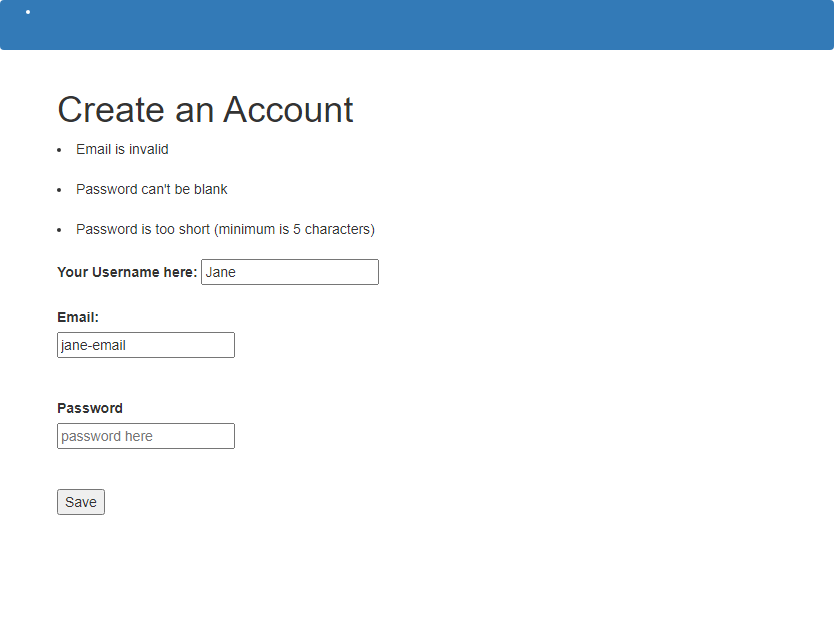 Create an Account
• Email is invalid
• Password can't be blank
• Password is too short (minimum is 5 characters)
Your Username here: Jane
Email:
jane-email
Password
password here
Save